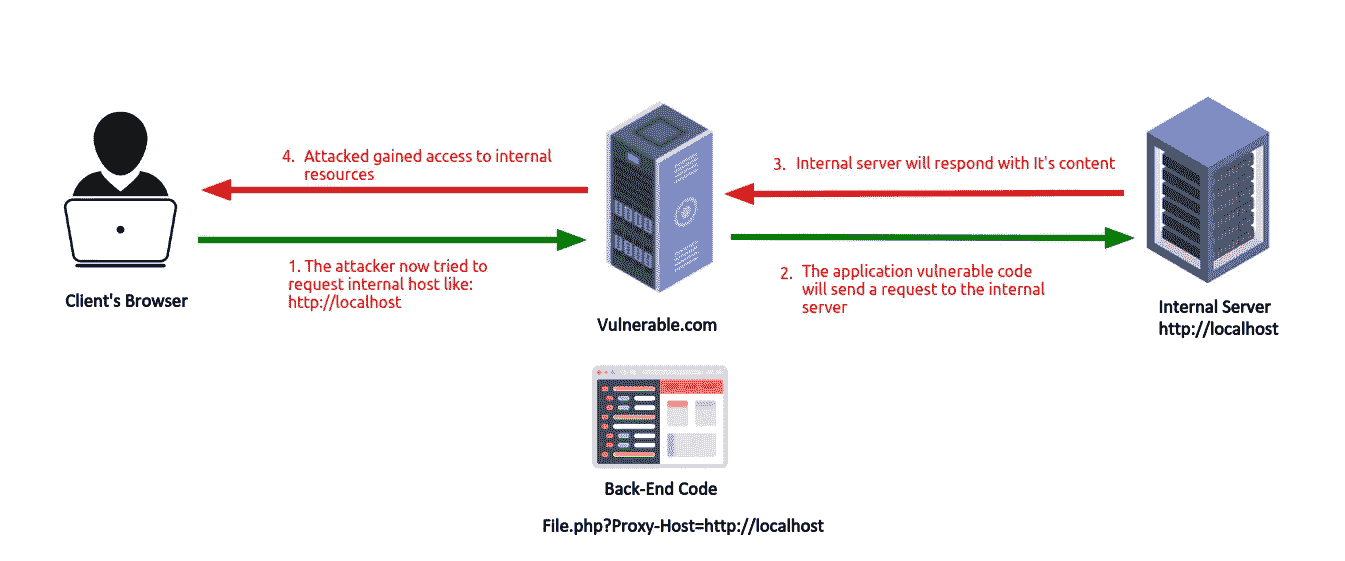 4. Attacked gained access to internal
resources
3. Internal server will respond with It's content
1. The attacker now tried to
request internal host like:
http://localhost
2. The application vulnerable code
will send a request to the internal
server
Client's Browser
Vulnerable.com
Internal Server
http://localhost
Back-End Code
File.php?Proxy-Host=http://localhost